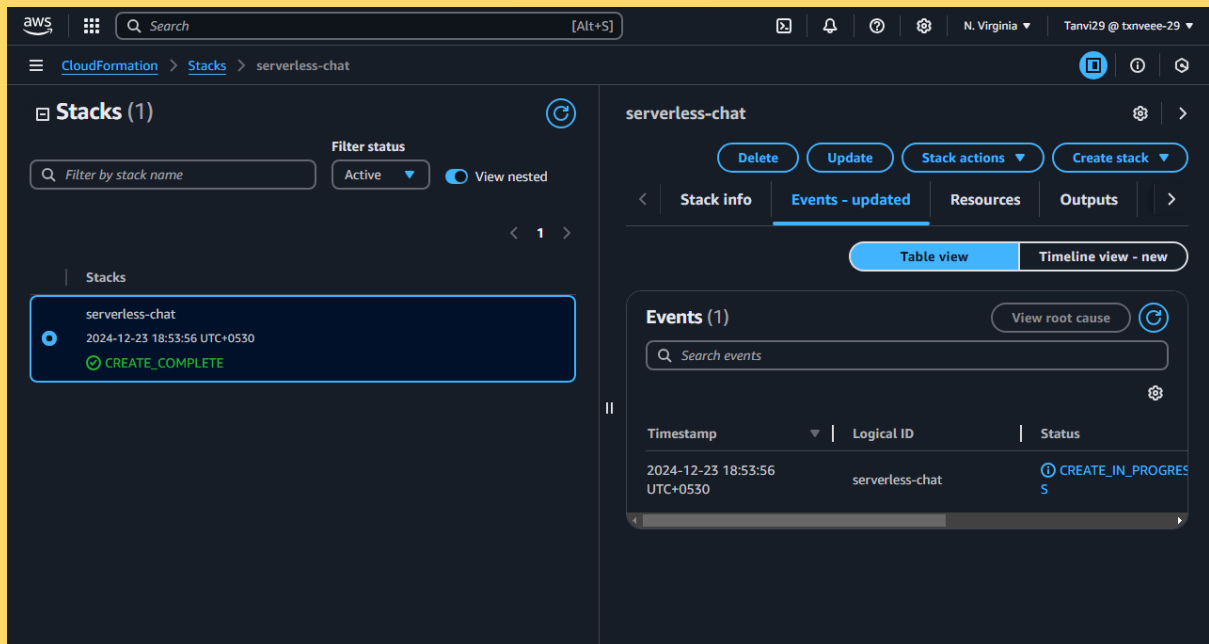 aws
Search
[Alt+S]
N. Virginia
Tanvi29 @ txnveee-29
CloudFormation
Stacks
serverless-chat
Stacks (1)
Filter status
Filter by stack name
Active
View nested
1
Stacks
serverless-chat
2024-12-23 18:53:56 UTC+0530
CREATE_COMPLETE
serverless-chat
Delete
Update
Stack actions
Create stack
Stack info
Events - updated
Resources
Outputs
Table view
Timeline view - new
Events (1)
View root cause
Search events
Timestamp
Logical ID
Status
2024-12-23 18:53:56
UTC+0530
serverless-chat
CREATE_IN_PROGRES
S